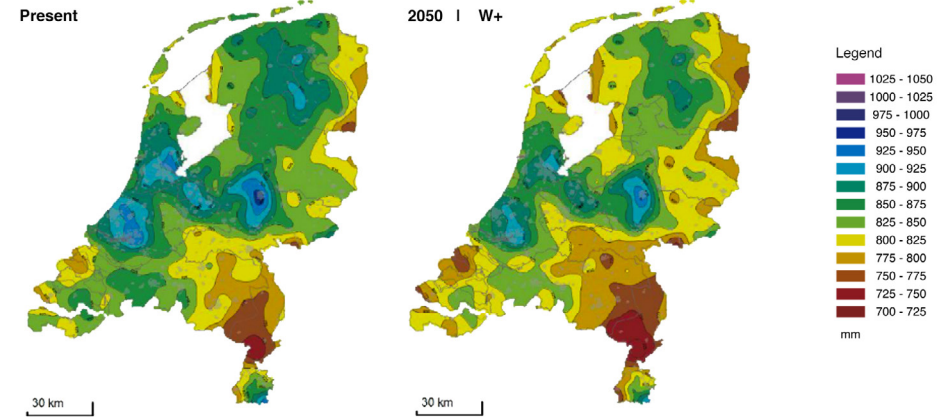 Present
2050 I W+
Legend
1025 - 1050
1000 - 1025
975 - 1000
950 - 975
925 - 950
900 - 925
875 - 900
850 - 875
825 - 850
800 - 825
775 - 800
750 - 775
725 - 750
700 - 725
mm
30 km
30 km